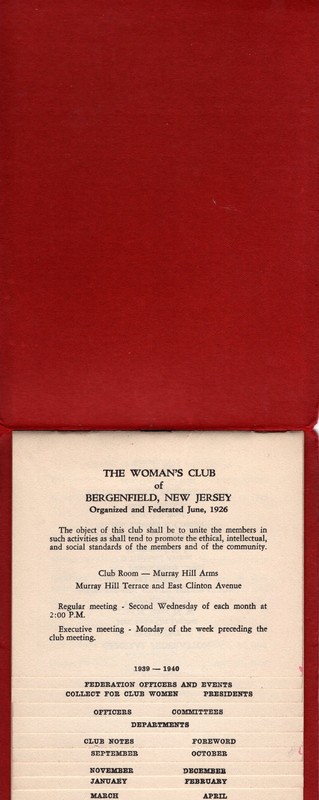 THE WOMAN'S CLUB
of
BERGENFIELD, NEW JERSEY
Organized and Federated June, 1926
The object of this club shall be to unite the members in
such activities as shall tend to promote the ethical, intellectual,
and social standards of the members and of the community.
Club Room — Murray Hill Arms
Murray Hill Terrace and East Clinton Avenue
Regular meeting - Second Wednesday of each month at
2:00 P.M.
Executive meeting - Monday of the week preceding the
club meeting.
1939 — 1940
FEDERATION OFFICERS AND EVENTS
COLLECT FOR CLUB WOMEN PRESIDENTS
OFFICERS COMMITTEES
DEPARTMENTS
CLUB NOTES FOREWORD
SEPTEMBER OCTOBER
NOVEMBER DECEMBER
JANUARY FEBRUARY
MARCH APRIL